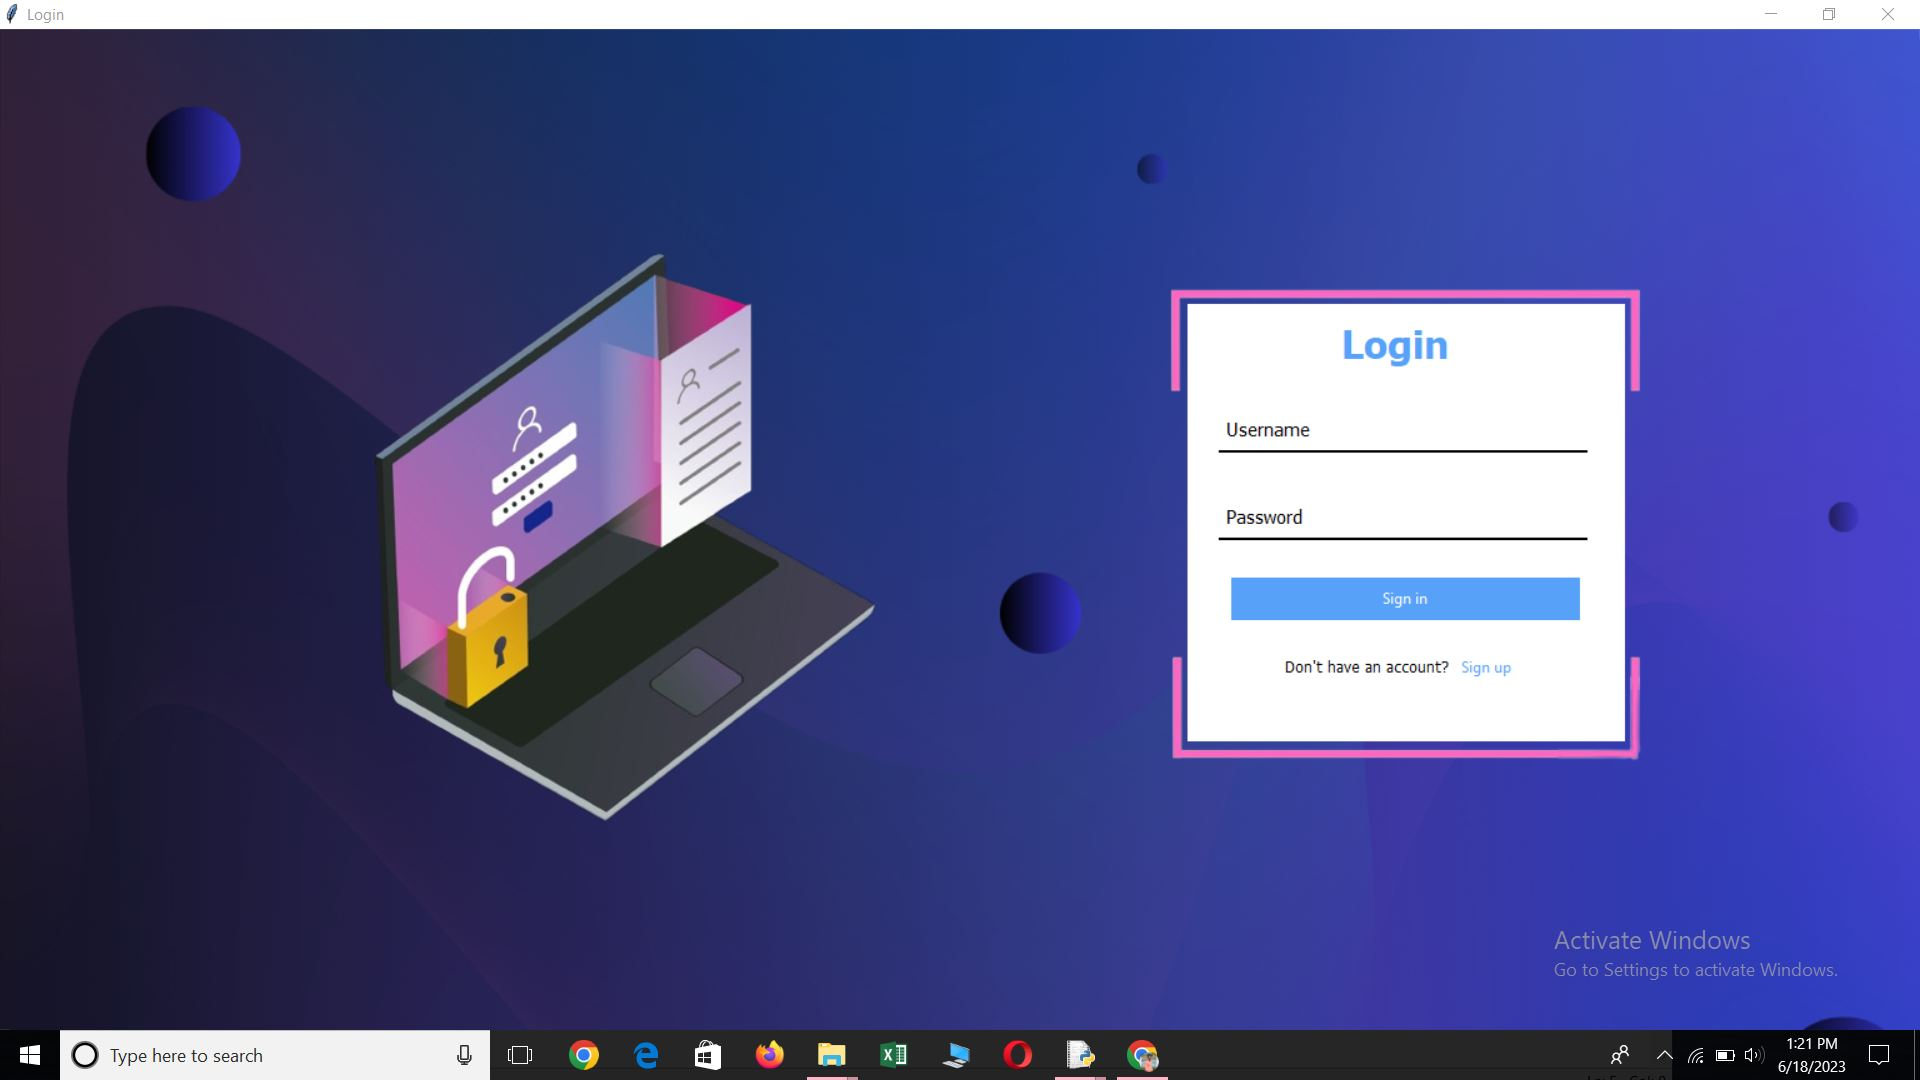 Login
Login
Username
Password
Sign in
Don't have an account? Sign up
Activate Windows
Go to Settings to activate Windows.
Type here to search
1:21 PM
6/18/2023